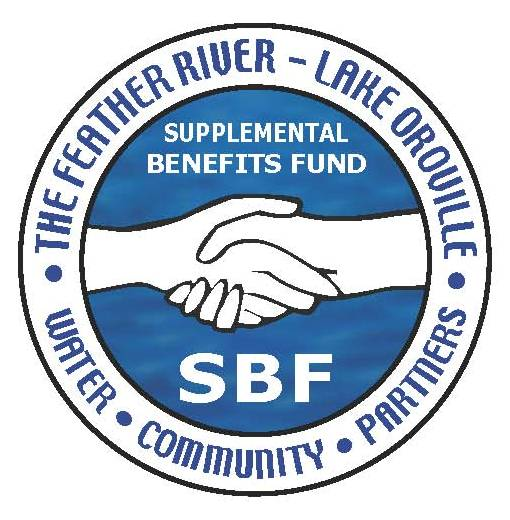 THE FEATHER RIVER – LAKE OROVILLE
SUPPLEMENTAL
BENEFITS FUND
SBF
• WATER • COMMUNITY • PARTNERS •